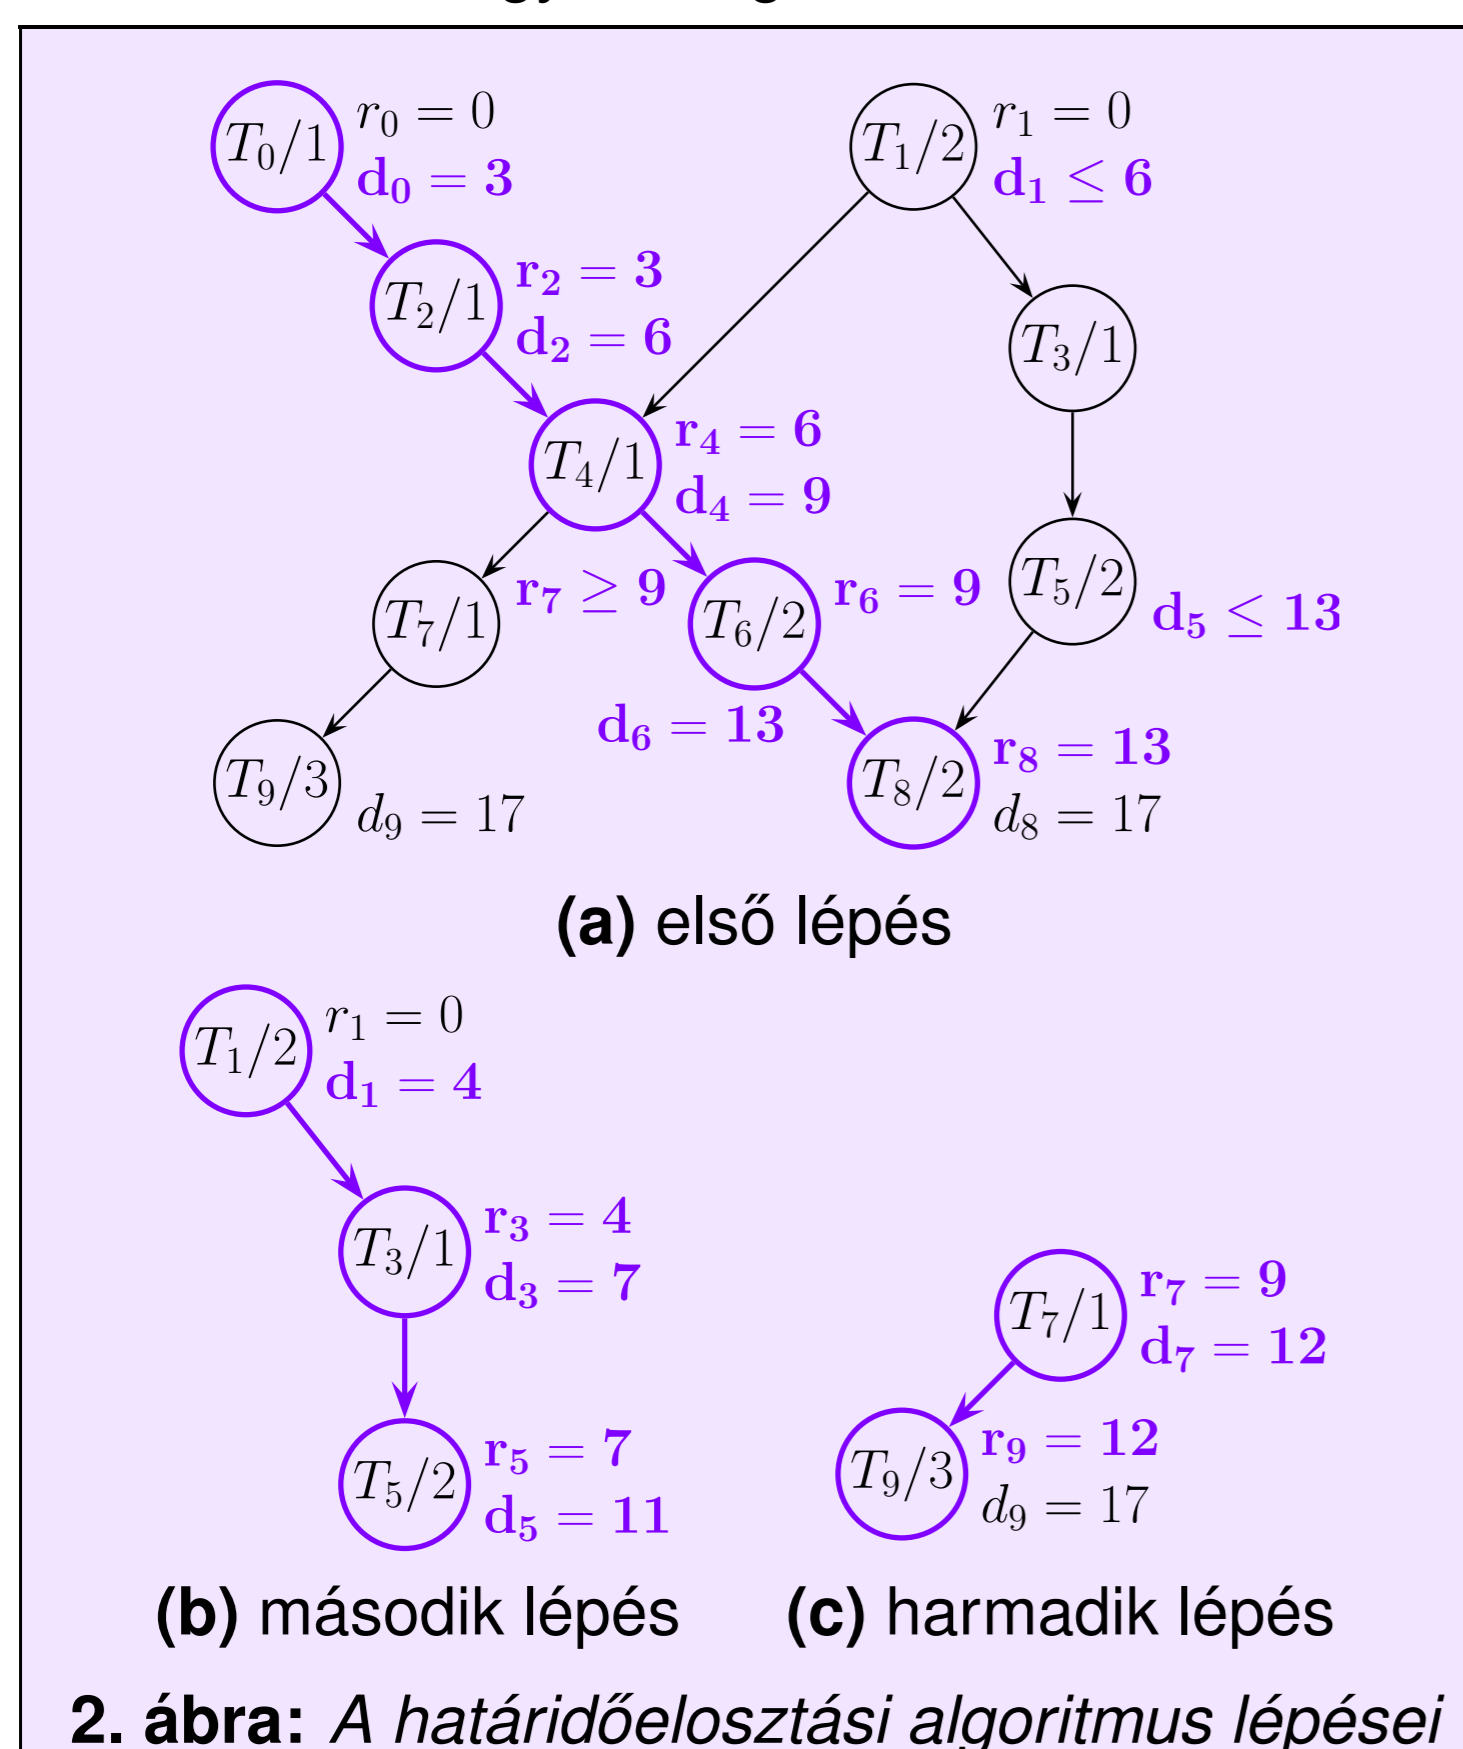 T₀/1 r₀ = 0
d₀ = 3
T₁/2 r₁ = 0
d₁ ≤ 6
T₂/1 r₂ = 3
d₂ = 6
T₃/1
T₄/1 r₄ = 6
d₄ = 9
T₅/2 d₅ ≤ 13
T₇/1 r₇ ≥ 9
T₆/2 r₆ = 9
d₆ = 13
T₉/3 d₉ = 17
T₈/2 r₈ = 13
d₈ = 17
(a) első lépés
T₁/2 r₁ = 0
d₁ = 4
T₃/1 r₃ = 4
d₃ = 7
T₅/2 r₅ = 7
d₅ = 11
T₇/1 r₇ = 9
d₇ = 12
T₉/3 r₉ = 12
d₉ = 17
(b) második lépés
(c) harmadik lépés
2. ábra: A határidőelosztási algoritmus lépései